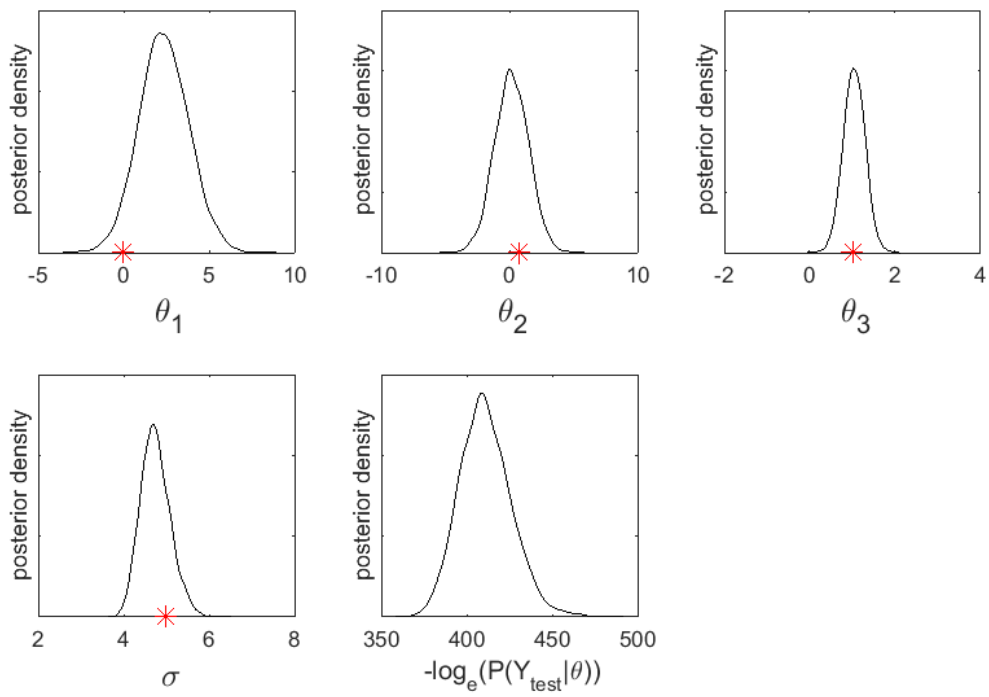 posterior density
-5 0 5 10
θ1
posterior density
-10 0 10
θ2
posterior density
-2 0 2 4
θ3
posterior density
2 4 6 8
σ
posterior density
350 400 450 500
-loge(P(Ytest|θ))